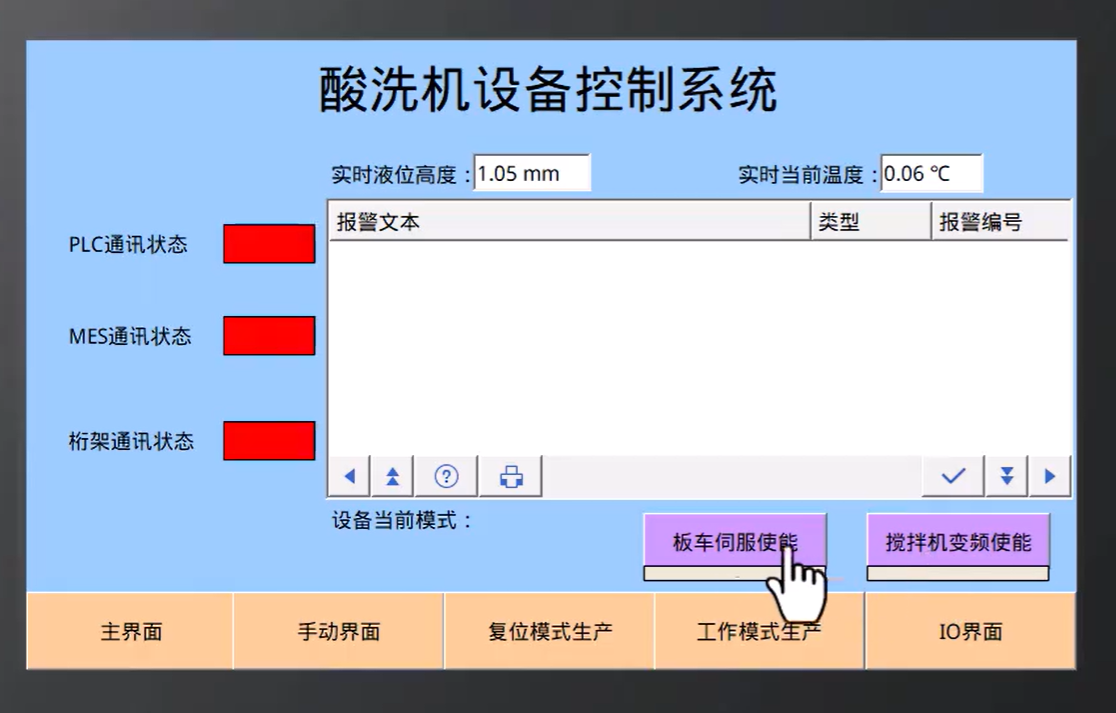 酸洗机设备控制系统
实时液位高度：1.05 mm
实时当前温度：0.06 ℃
报警文本 类型 报警编号
PLC通讯状态
MES通讯状态
桁架通讯状态
设备当前模式：
板车伺服使能
搅拌机变频使能
主界面 手动界面 复位模式生产 工作模式生产 IO界面